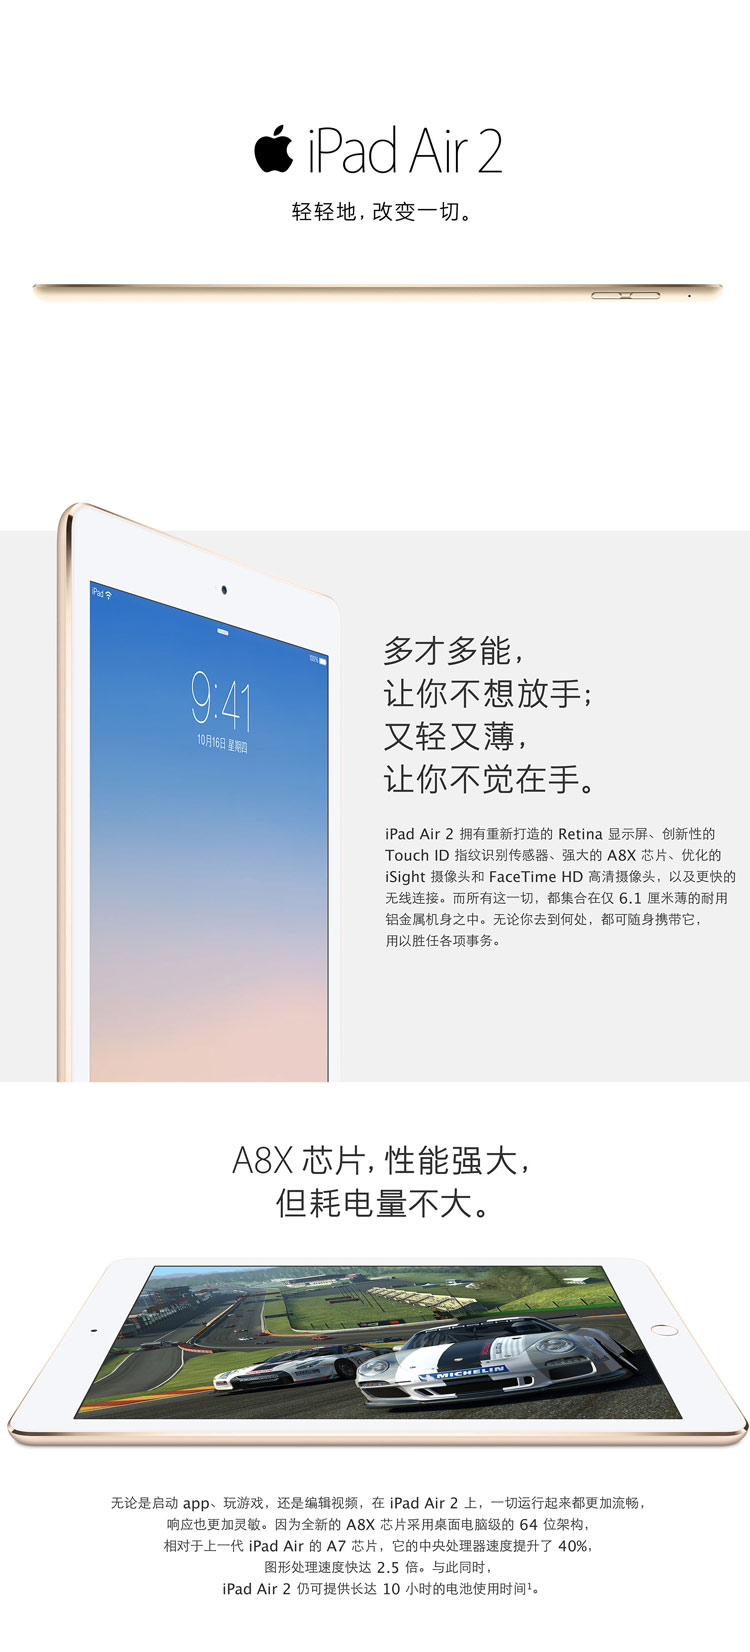 iPad Air 2
轻轻地，改变一切。
iPad
100%
9:41
10月16日 星期四
多才多能，
让你不想放手；
又轻又薄，
让你不觉在手。
iPad Air 2 拥有重新打造的 Retina 显示屏、创新性的
Touch ID 指纹识别传感器、强大的 A8X 芯片、优化的
iSight 摄像头和 FaceTime HD 高清摄像头，以及更快的
无线连接。而所有这一切，都集合在仅 6.1 厘米薄的耐用
铝金属机身之中。无论你去到何处，都可随身携带它，
用以胜任各项事务。
A8X 芯片，性能强大，
但耗电量不大。
MICHELIN
无论是启动 app、玩游戏，还是编辑视频，在 iPad Air 2 上，一切运行起来都更加流畅，
响应也更加灵敏。因为全新的 A8X 芯片采用桌面电脑级的 64 位架构，
相对于上一代 iPad Air 的 A7 芯片，它的中央处理器速度提升了 40%，
图形处理速度快达 2.5 倍。与此同时，
iPad Air 2 仍可提供长达 10 小时的电池使用时间¹。